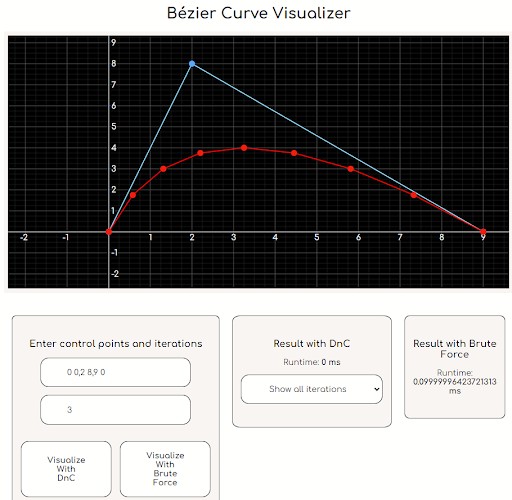 Bézier Curve Visualizer
9
8
7
6
5
4
3
2
1
-2 -1 1 2 3 4 5 6 7 8 9
-1
-2
Enter control points and iterations
0 0,2 8,9 0
3
Visualize
With
DnC
Visualize
With
Brute
Force
Result with DnC
Runtime: 0 ms
Show all iterations
Result with Brute
Force
Runtime:
0.09999996423721313
ms